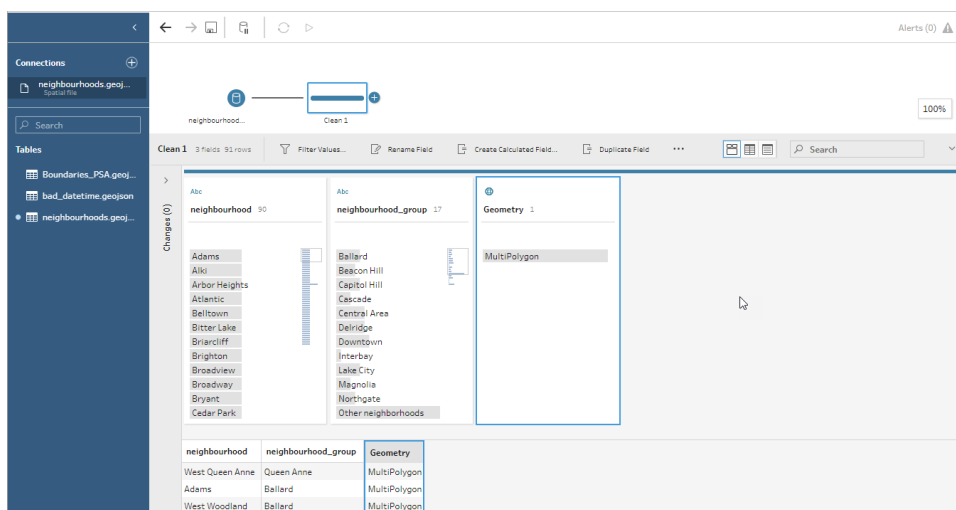 Alerts (0)
Connections
neighbourhoods.geoj...
Spatial file
Search
Tables
Boundaries_PSA.geoj...
bad_datetime.geojson
neighbourhoods.geoj...
neighbourhood...
Clean 1
100%
Clean 1 3 fields 91 rows Filter Values... Rename Field Create Calculated Field... Duplicate Field ... Search
Changes (0)
Abc
neighbourhood 90
Adams
Alki
Arbor Heights
Atlantic
Belltown
Bitter Lake
Briarcliff
Brighton
Broadview
Broadway
Bryant
Cedar Park
Abc
neighbourhood_group 17
Ballard
Beacon Hill
Capitol Hill
Cascade
Central Area
Delridge
Downtown
Interbay
Lake City
Magnolia
Northgate
Other neighborhoods
Geometry 1
MultiPolygon
neighbourhood neighbourhood_group Geometry
West Queen Anne Queen Anne MultiPolygon
Adams Ballard MultiPolygon
West Woodland Ballard MultiPolygon